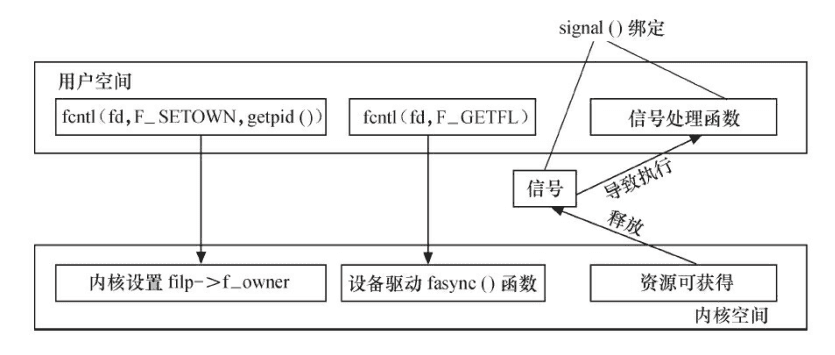 signal () 绑定
用户空间
fcntl(fd,F_SETOWN,getpid())
fcntl(fd,F_GETFL)
信号处理函数
信号
导致执行
释放
内核设置 filp->f_owner
设备驱动 fasync () 函数
资源可获得
内核空间